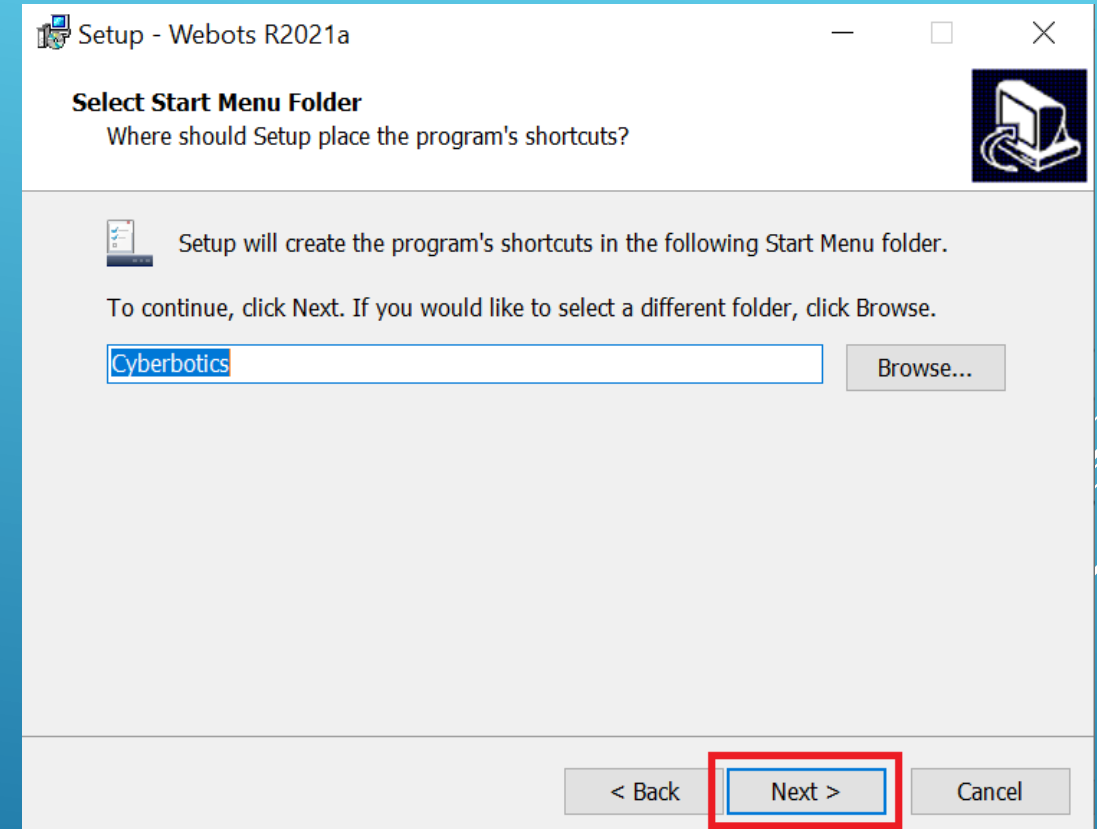 Setup - Webots R2021a
Select Start Menu Folder
Where should Setup place the program's shortcuts?
Setup will create the program's shortcuts in the following Start Menu folder.
To continue, click Next. If you would like to select a different folder, click Browse.
Cyberbotics
Browse...
< Back
Next >
Cancel